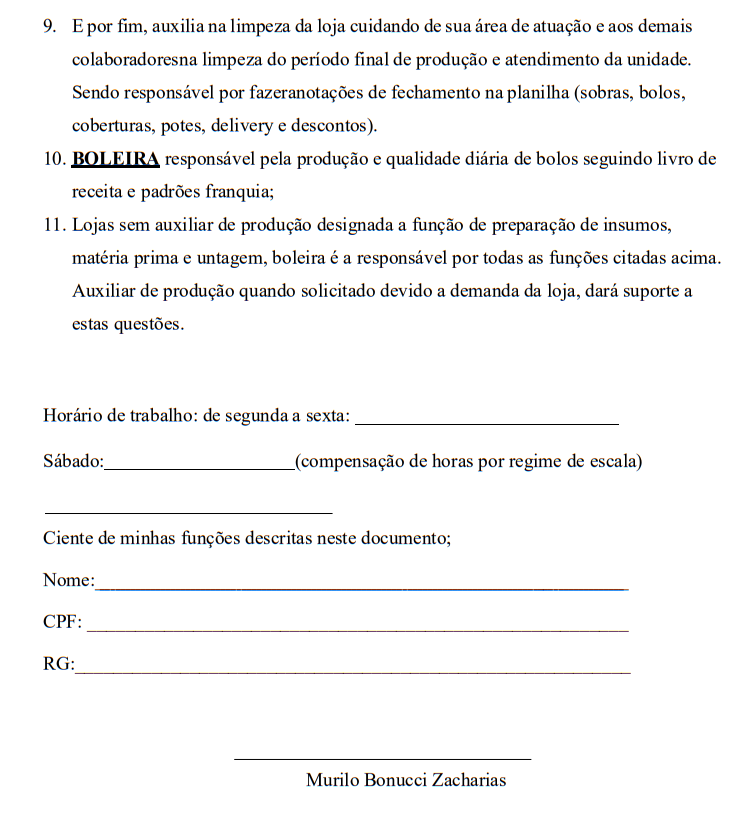 9. E por fim, auxilia na limpeza da loja cuidando de sua área de atuação e aos demais
colaboradoresna limpeza do período final de produção e atendimento da unidade.
Sendo responsável por fazeranotações de fechamento na planilha (sobras, bolos,
coberturas, potes, delivery e descontos).
10. BOLEIRA responsável pela produção e qualidade diária de bolos seguindo livro de
receita e padrões franquia;
11. Lojas sem auxiliar de produção designada a função de preparação de insumos,
matéria prima e untagem, boleira é a responsável por todas as funções citadas acima.
Auxiliar de produção quando solicitado devido a demanda da loja, dará suporte a
estas questões.
Horário de trabalho: de segunda a sexta: ____________________________
Sábado:____________________(compensação de horas por regime de escala)
______________________________
Ciente de minhas funções descritas neste documento;
Nome:________________________________________________________
CPF: _________________________________________________________
RG:__________________________________________________________
_______________________________
Murilo Bonucci Zacharias